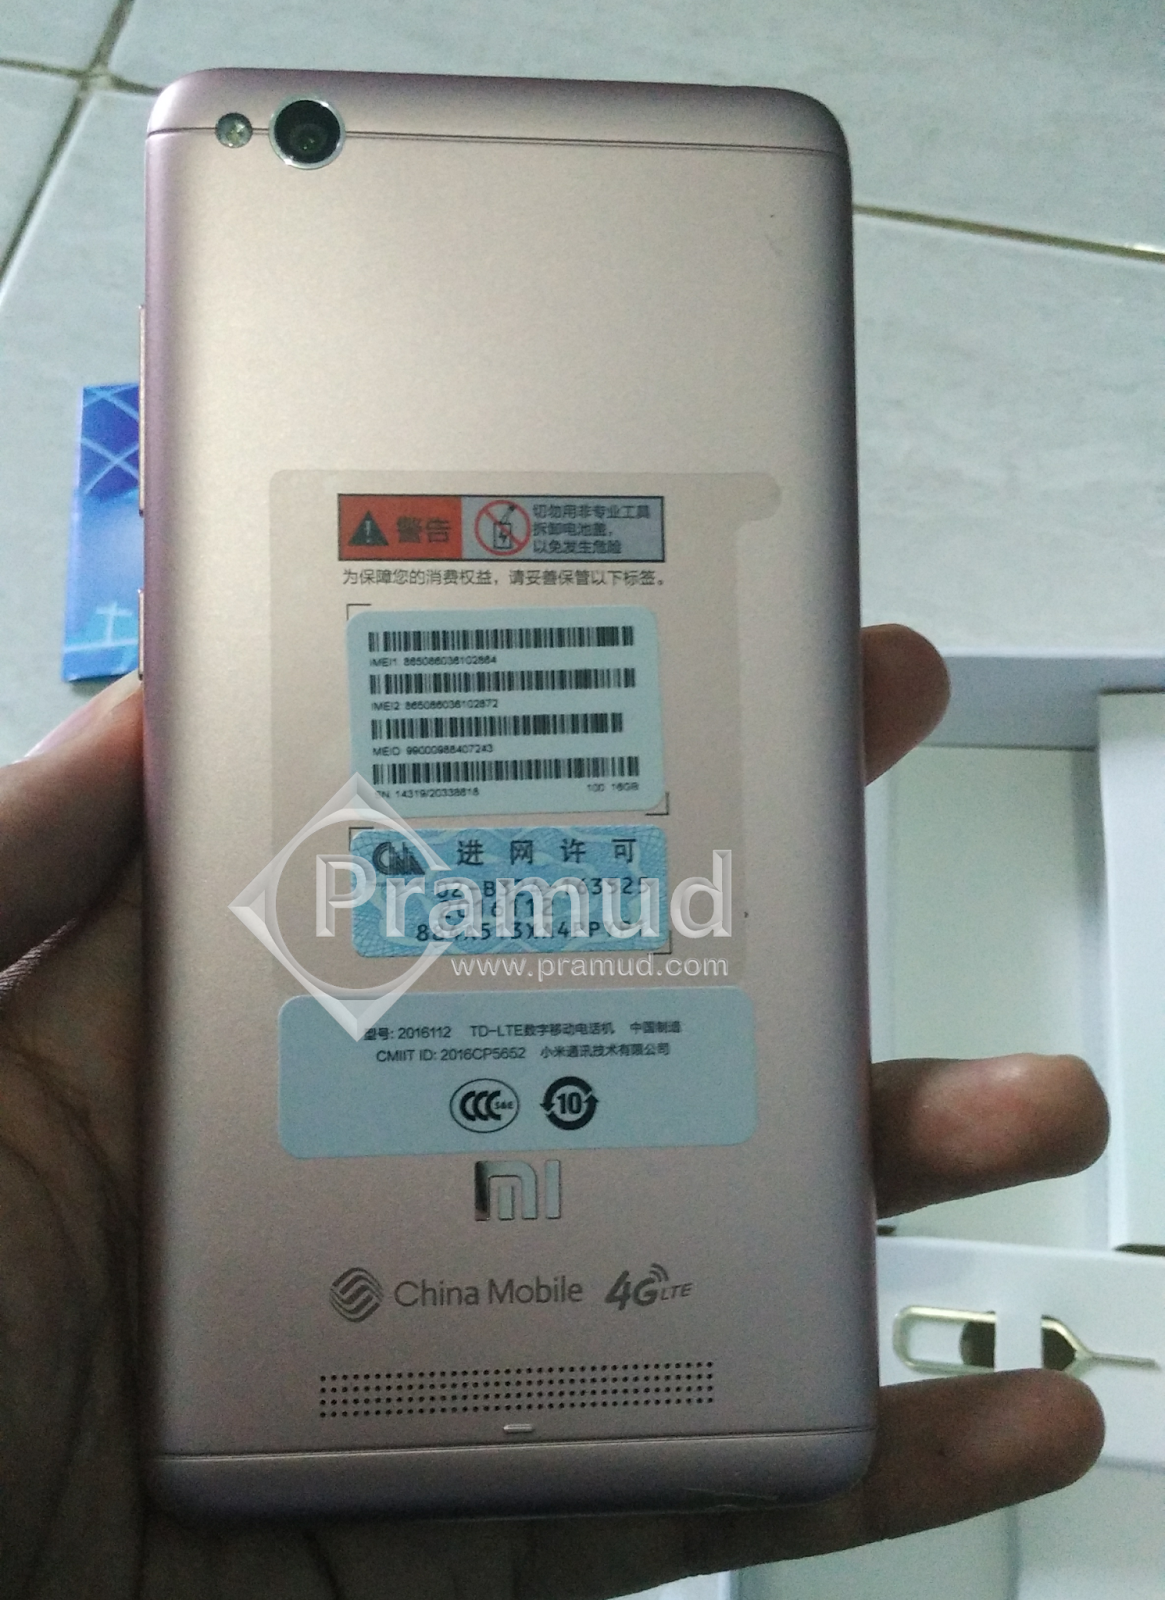 警告
切勿用非专业工具
拆卸电池盖,
以免发生危险
为保障您的消费权益，请妥善保管以下标签。
IMEI1: 865086036102864
IMEI2: 865086036102872
MEID: 99000988407243
SN: 14319/20338818 100 16GB
进 网 许 可
Pramud
www.pramud.com
型号: 2016112 TD-LTE数字移动电话机 中国制造
CMIIT ID: 2016CP5652 小米通讯技术有限公司
CCC S&E 10
mi
China Mobile 4G LTE